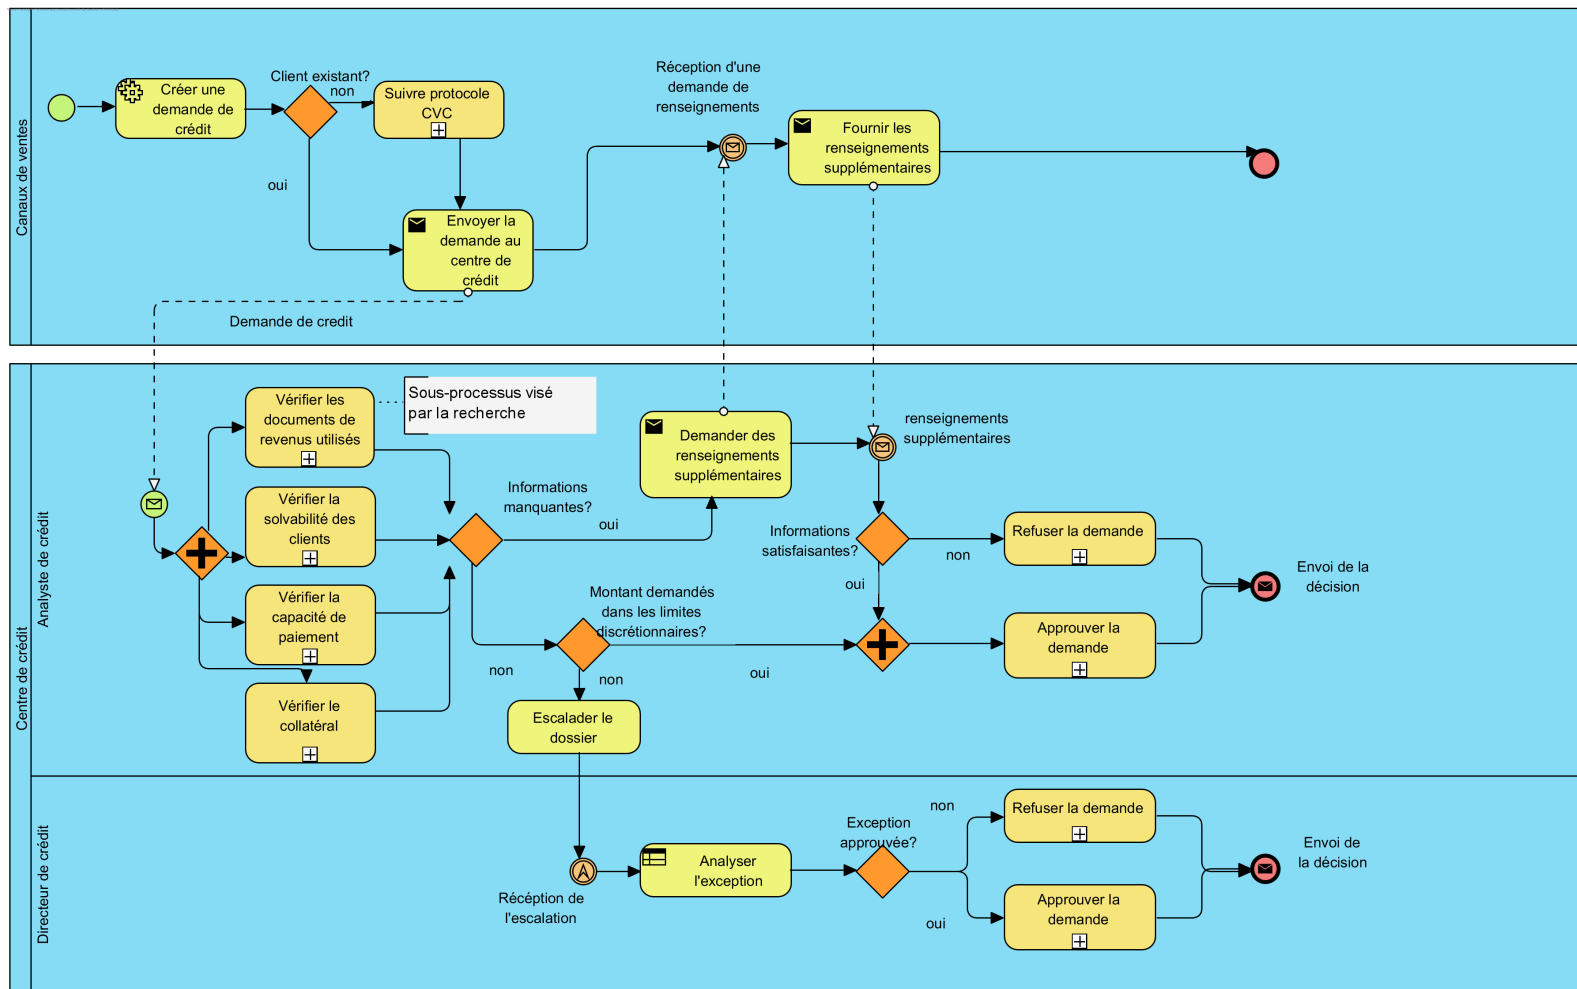 Canaux de ventes
Créer une
demande de
crédit
Client existant?
non
oui
Suivre protocole
CVC
Envoyer la
demande au
centre de
crédit
Demande de credit
Réception d'une
demande de
renseignements
Fournir les
renseignements
supplémentaires
Centre de crédit
Analyste de crédit
Vérifier les
documents de
revenus utilisés
Sous-processus visé
par la recherche
Vérifier la
solvabilité des
clients
Vérifier la
capacité de
paiement
Vérifier le
collatéral
Informations
manquantes?
oui
non
Demander des
renseignements
supplémentaires
renseignements
supplémentaires
Informations
satisfaisantes?
non
oui
Montant demandés
dans les limites
discrétionnaires?
non
oui
Refuser la demande
Approuver la
demande
Envoi de la
décision
Escalader le
dossier
Directeur de crédit
Récéption de
l'escalation
Analyser
l'exception
Exception
approuvée?
non
oui
Refuser la demande
Approuver la
demande
Envoi de
la décision